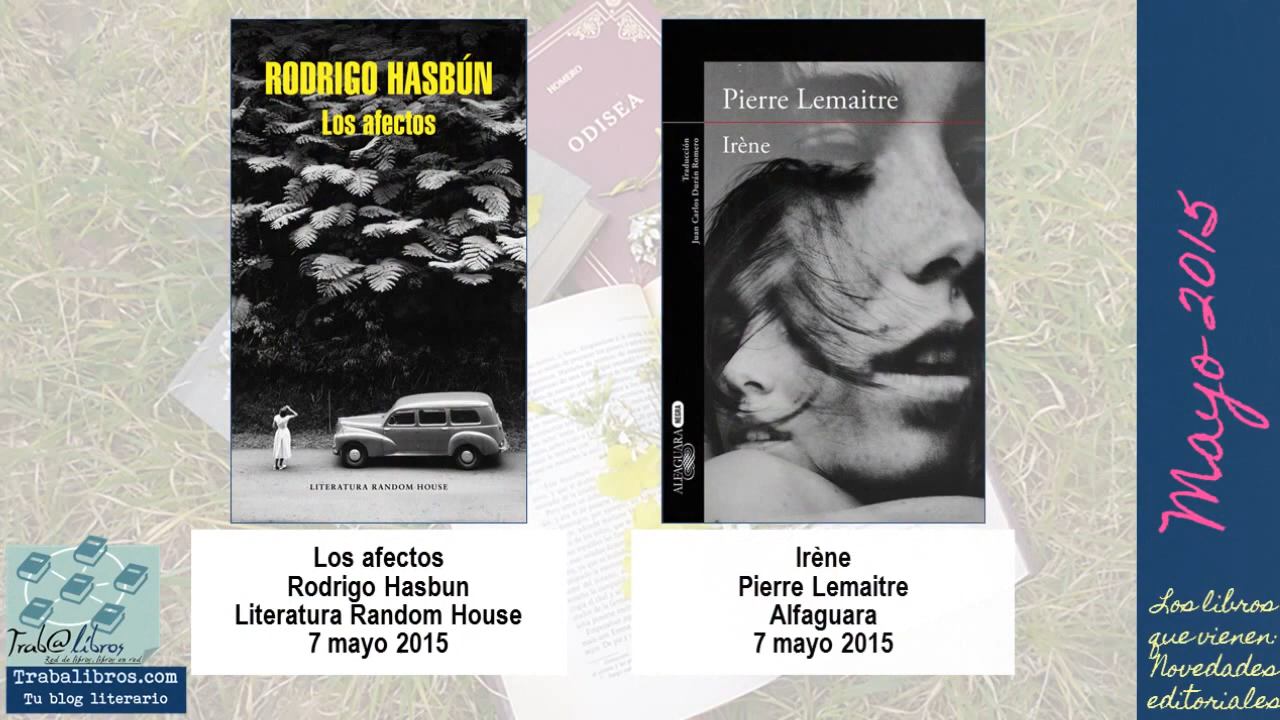 RODRIGO HASBÚN
Los afectos
LITERATURA RANDOM HOUSE
HOMERO
ODISEA
Pierre Lemaitre
Irène
Traducción
Juan Carlos Durán Romero
ALFAGUARA NEGRA
Los afectos
Rodrigo Hasbun
Literatura Random House
7 mayo 2015
Irène
Pierre Lemaitre
Alfaguara
7 mayo 2015
Trab@libros
Red de libros, libros en red
Trabalibros.com
Tu blog literario
Mayo 2015
Los libros
que vienen:
Novedades
editoriales